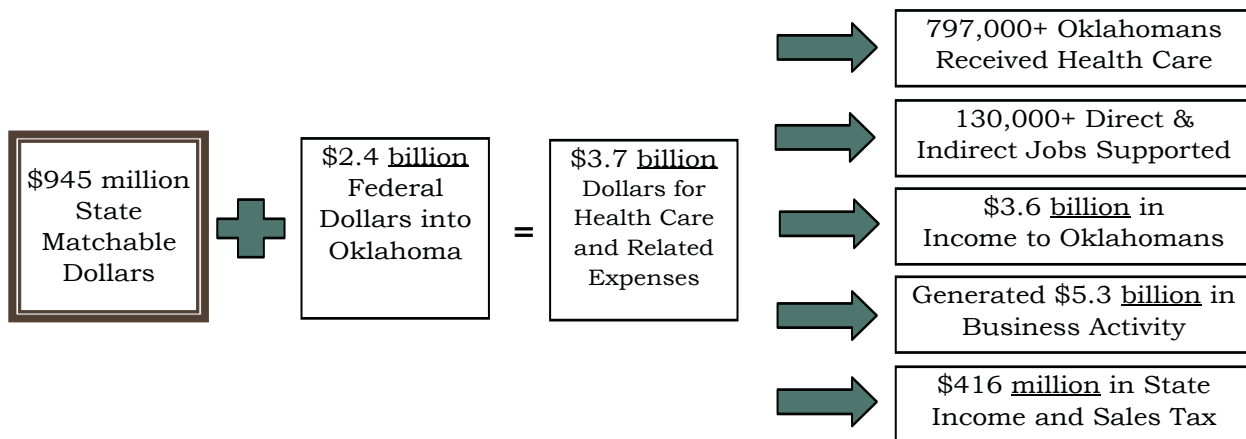 $945 million
State
Matchable
Dollars
$2.4 billion
Federal
Dollars into
Oklahoma
=
$3.7 billion
Dollars for
Health Care
and Related
Expenses
797,000+ Oklahomans
Received Health Care
130,000+ Direct &
Indirect Jobs Supported
$3.6 billion in
Income to Oklahomans
Generated $5.3 billion in
Business Activity
$416 million in State
Income and Sales Tax